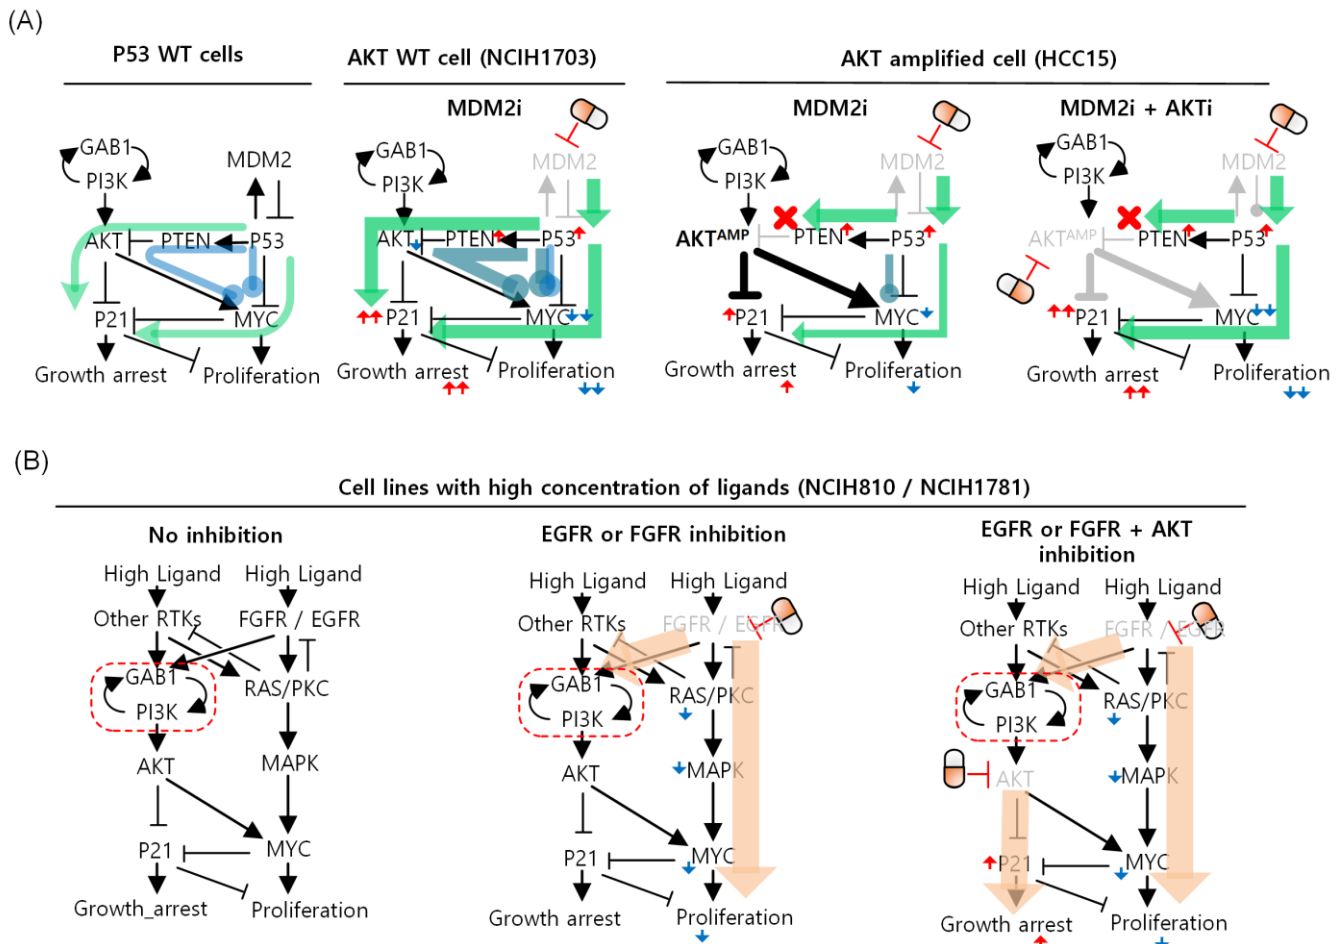 (A)
P53 WT cells
AKT WT cell (NCIH1703)
AKT amplified cell (HCC15)
MDM2i
MDM2i
MDM2i + AKTi
GAB1
PI3K
MDM2
AKT
PTEN
P53
P21
MYC
Growth arrest
Proliferation
GAB1
PI3K
MDM2
AKT
PTEN
P53
P21
MYC
Growth arrest
Proliferation
GAB1
PI3K
MDM2
AKTAMP
PTEN
P53
P21
MYC
Growth arrest
Proliferation
GAB1
PI3K
MDM2
AKTAMP
PTEN
P53
P21
MYC
Growth arrest
Proliferation
(B)
Cell lines with high concentration of ligands (NCIH810 / NCIH1781)
No inhibition
High Ligand
High Ligand
Other RTKs
FGFR / EGFR
GAB1
PI3K
RAS/PKC
AKT
MAPK
P21
MYC
Growth_arrest
Proliferation
EGFR or FGFR inhibition
High Ligand
High Ligand
Other RTKs
FGFR / EGFR
GAB1
PI3K
RAS/PKC
AKT
MAPK
P21
MYC
Growth arrest
Proliferation
EGFR or FGFR + AKT
inhibition
High Ligand
High Ligand
Other RTKs
FGFR / EGFR
GAB1
PI3K
RAS/PKC
AKT
MAPK
P21
MYC
Growth arrest
Proliferation